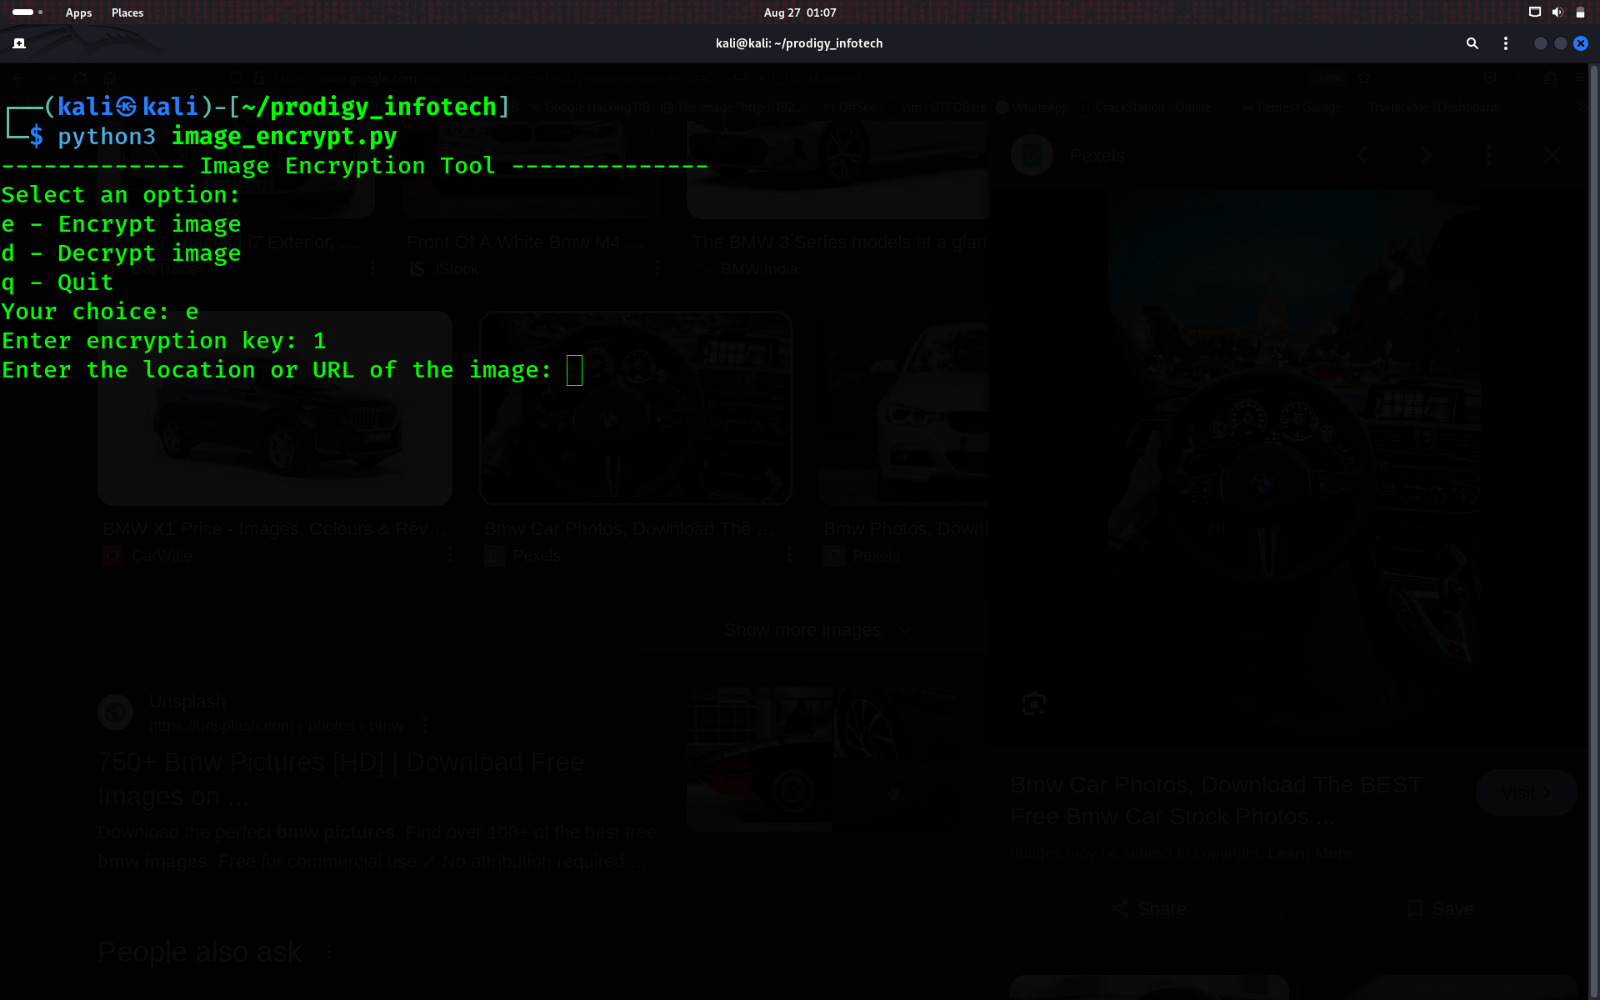 Apps Places
Aug 27 01:07
kali@kali: ~/prodigy_infotech
┌──(kali㉿kali)-[~/prodigy_infotech]
└─$ python3 image_encrypt.py
------------- Image Encryption Tool --------------
Select an option:
e - Encrypt image
d - Decrypt image
q - Quit
Your choice: e
Enter encryption key: 1
Enter the location or URL of the image:
Pexels
i7 Exterior, ...
Front Of A White Bmw M4 ...
The BMW 3 Series models at a glan
CarTrade
iStock
BMW India
BMW X1 Price - Images, Colours & Rev...
Bmw Car Photos, Download The ...
Bmw Photos, Down
CarWale
Pexels
Pexels
Show more images
Unsplash
https://unsplash.com › photos › bmw
750+ Bmw Pictures [HD] | Download Free
Images on ...
Download the perfect bmw pictures. Find over 100+ of the best free
bmw images. Free for commercial use ✓ No attribution required ...
People also ask
Bmw Car Photos, Download The BEST
Free Bmw Car Stock Photos ...
Visit
Images may be subject to copyright. Learn More
Share
Save